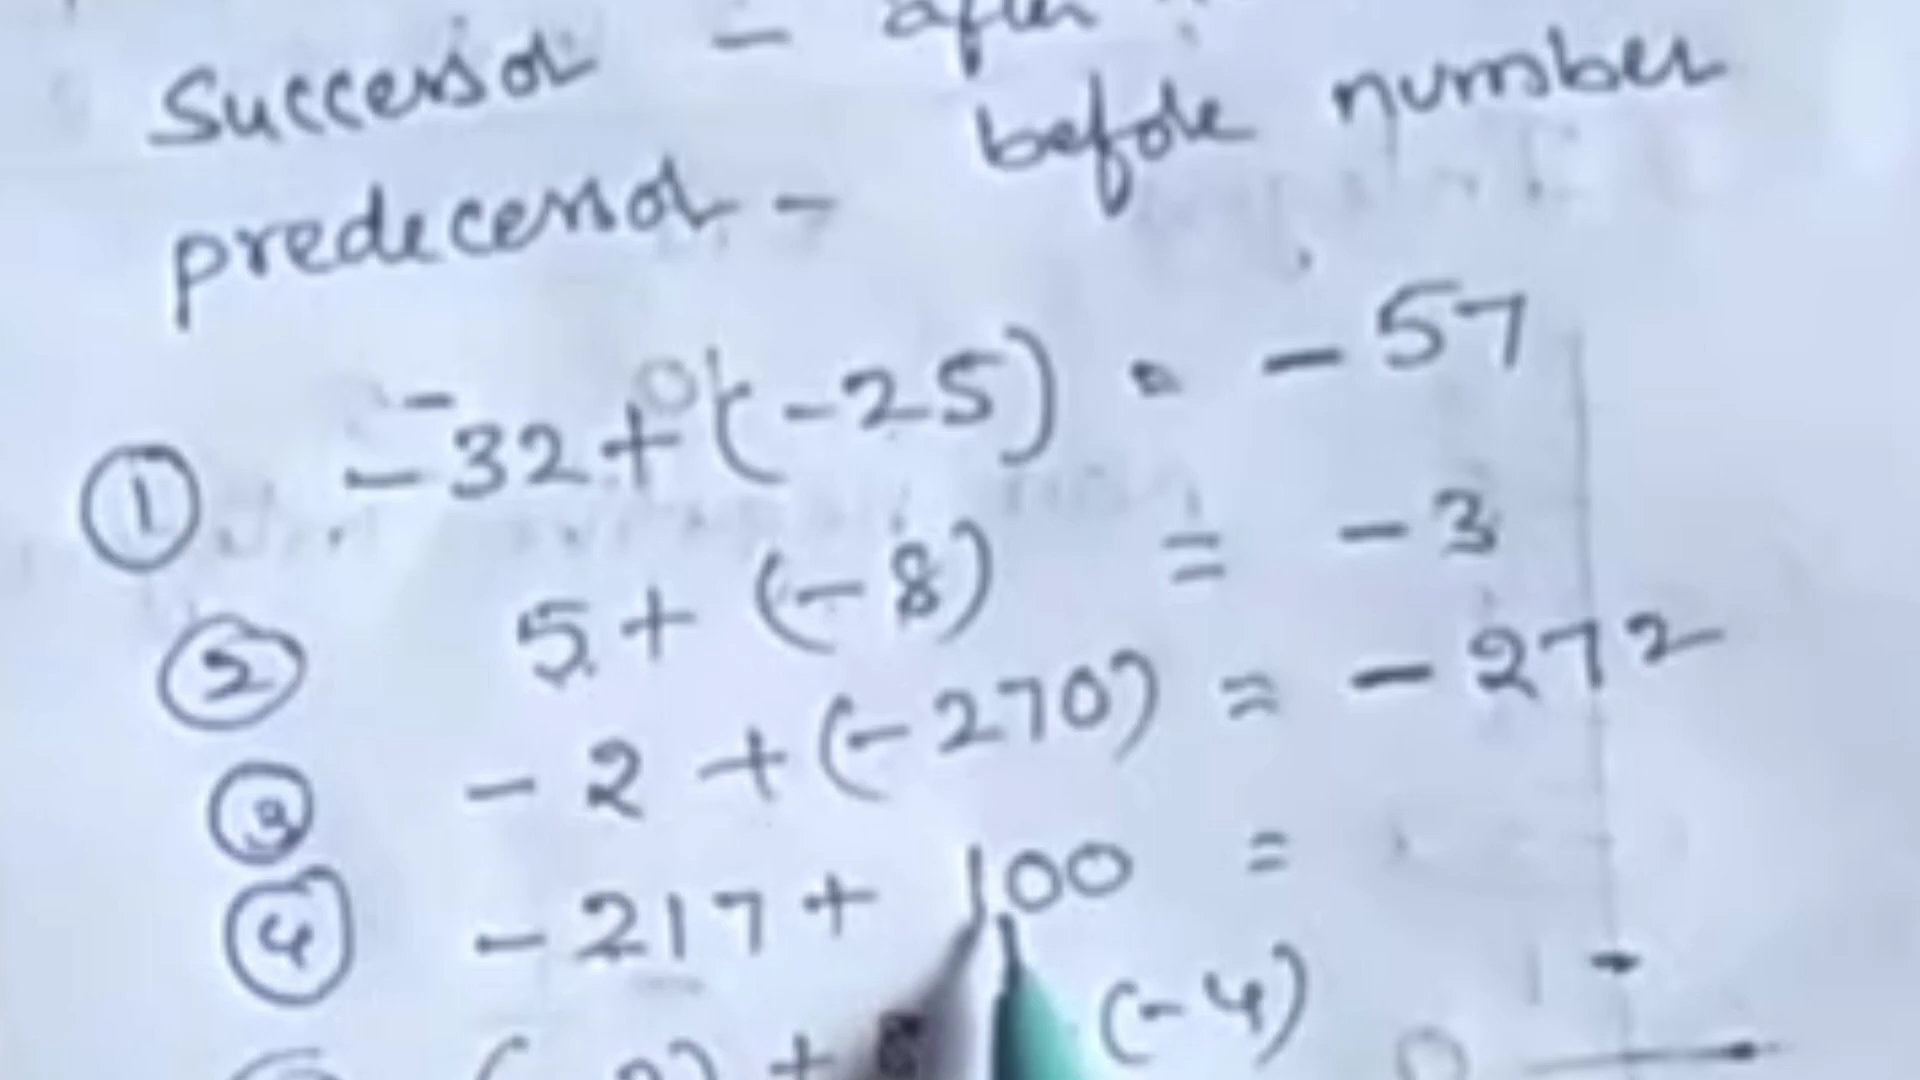 Successor - after
predecessor - before number
① -32+(-25) = -57
② 5+(-8) = -3
③ -2+(-270) = -272
④ -217+100 =
+ (-4)